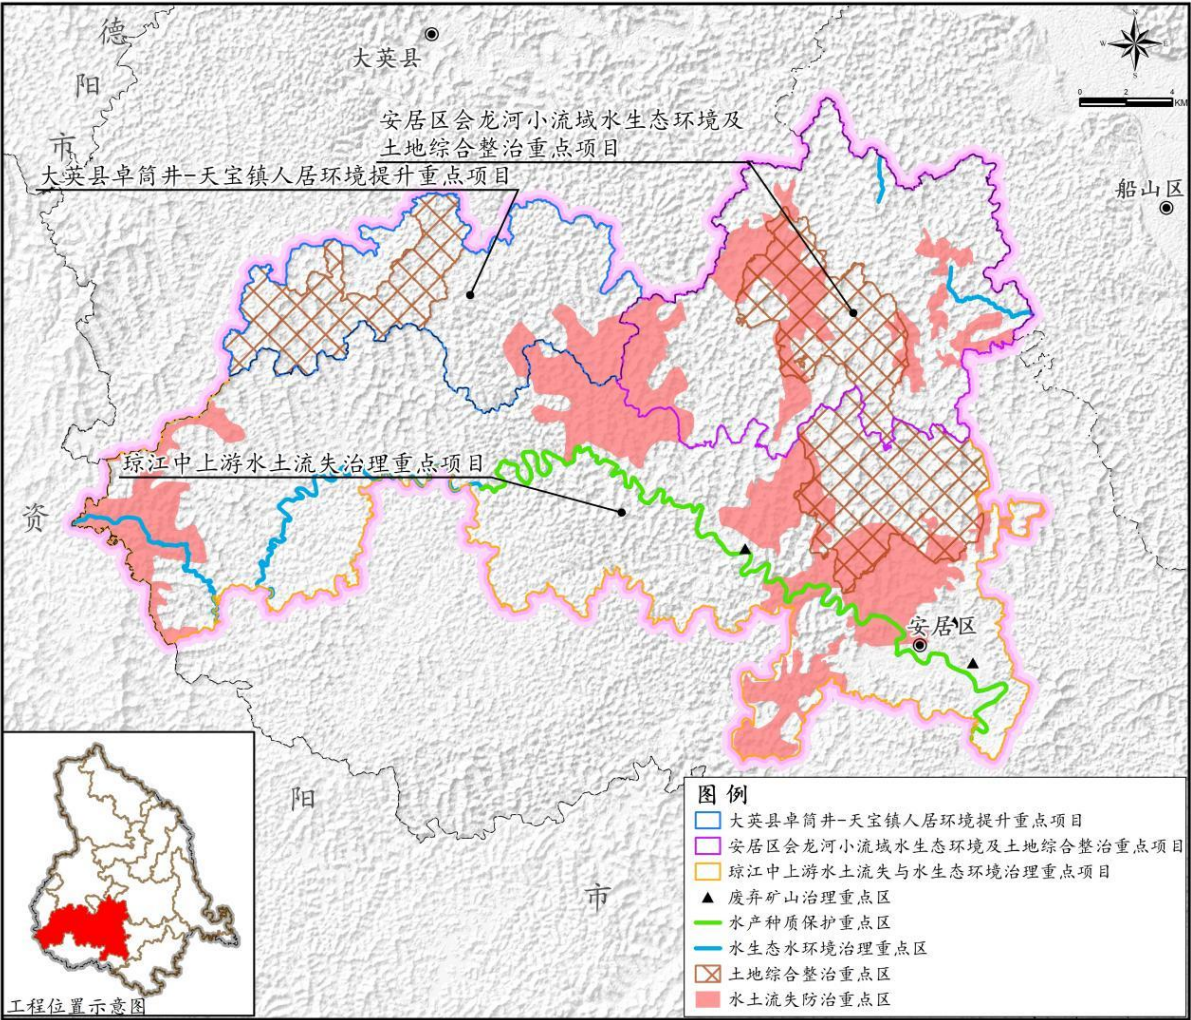 德
阳
市
大英县
N
W
E
S
0 2 4
KM
安居区会龙河小流域水生态环境及
土地综合整治重点项目
大英县卓筒井-天宝镇人居环境提升重点项目
船山区
琼江中上游水土流失治理重点项目
资
安居区
阳
市
图例
大英县卓筒井-天宝镇人居环境提升重点项目
安居区会龙河小流域水生态环境及土地综合整治重点项目
琼江中上游水土流失与水生态环境治理重点项目
废弃矿山治理重点区
水产种质保护重点区
水生态水环境治理重点区
土地综合整治重点区
水土流失防治重点区
工程位置示意图